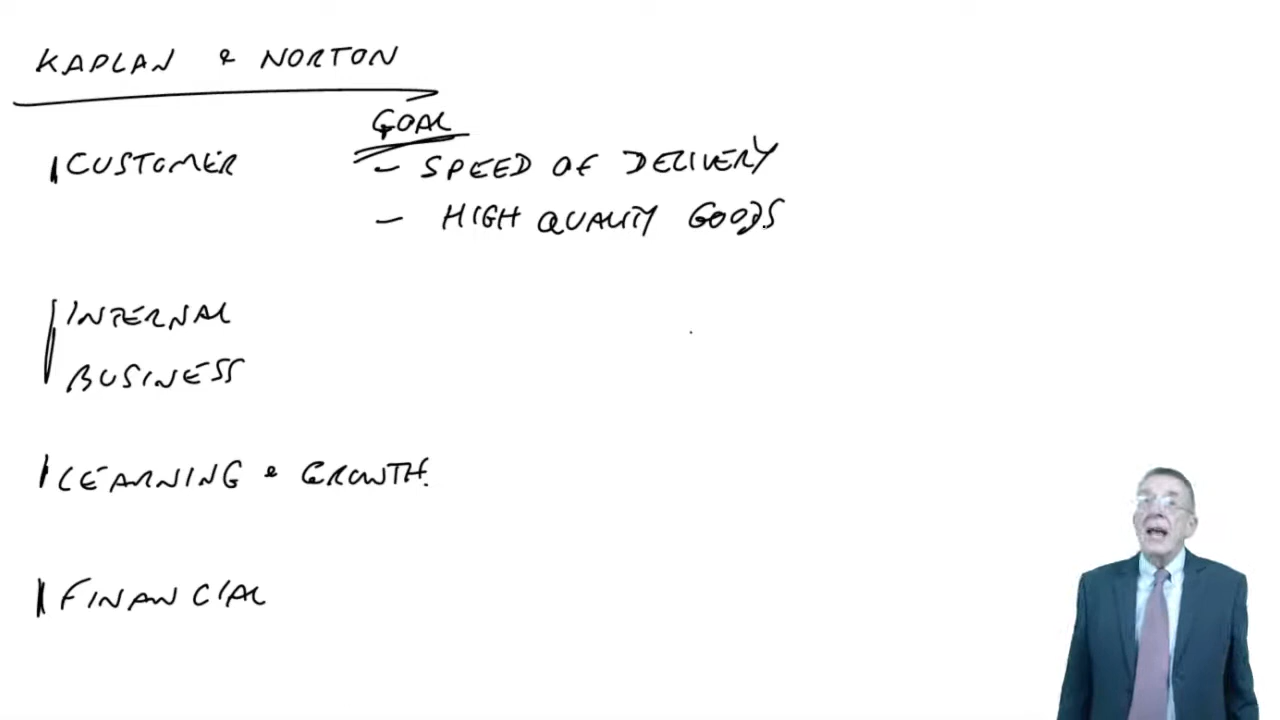 KAPLAN & NORTON
GOAL
CUSTOMER - SPEED OF DELIVERY
- HIGH QUALITY GOODS
INTERNAL
BUSINESS
LEARNING & GROWTH.
FINANCIAL